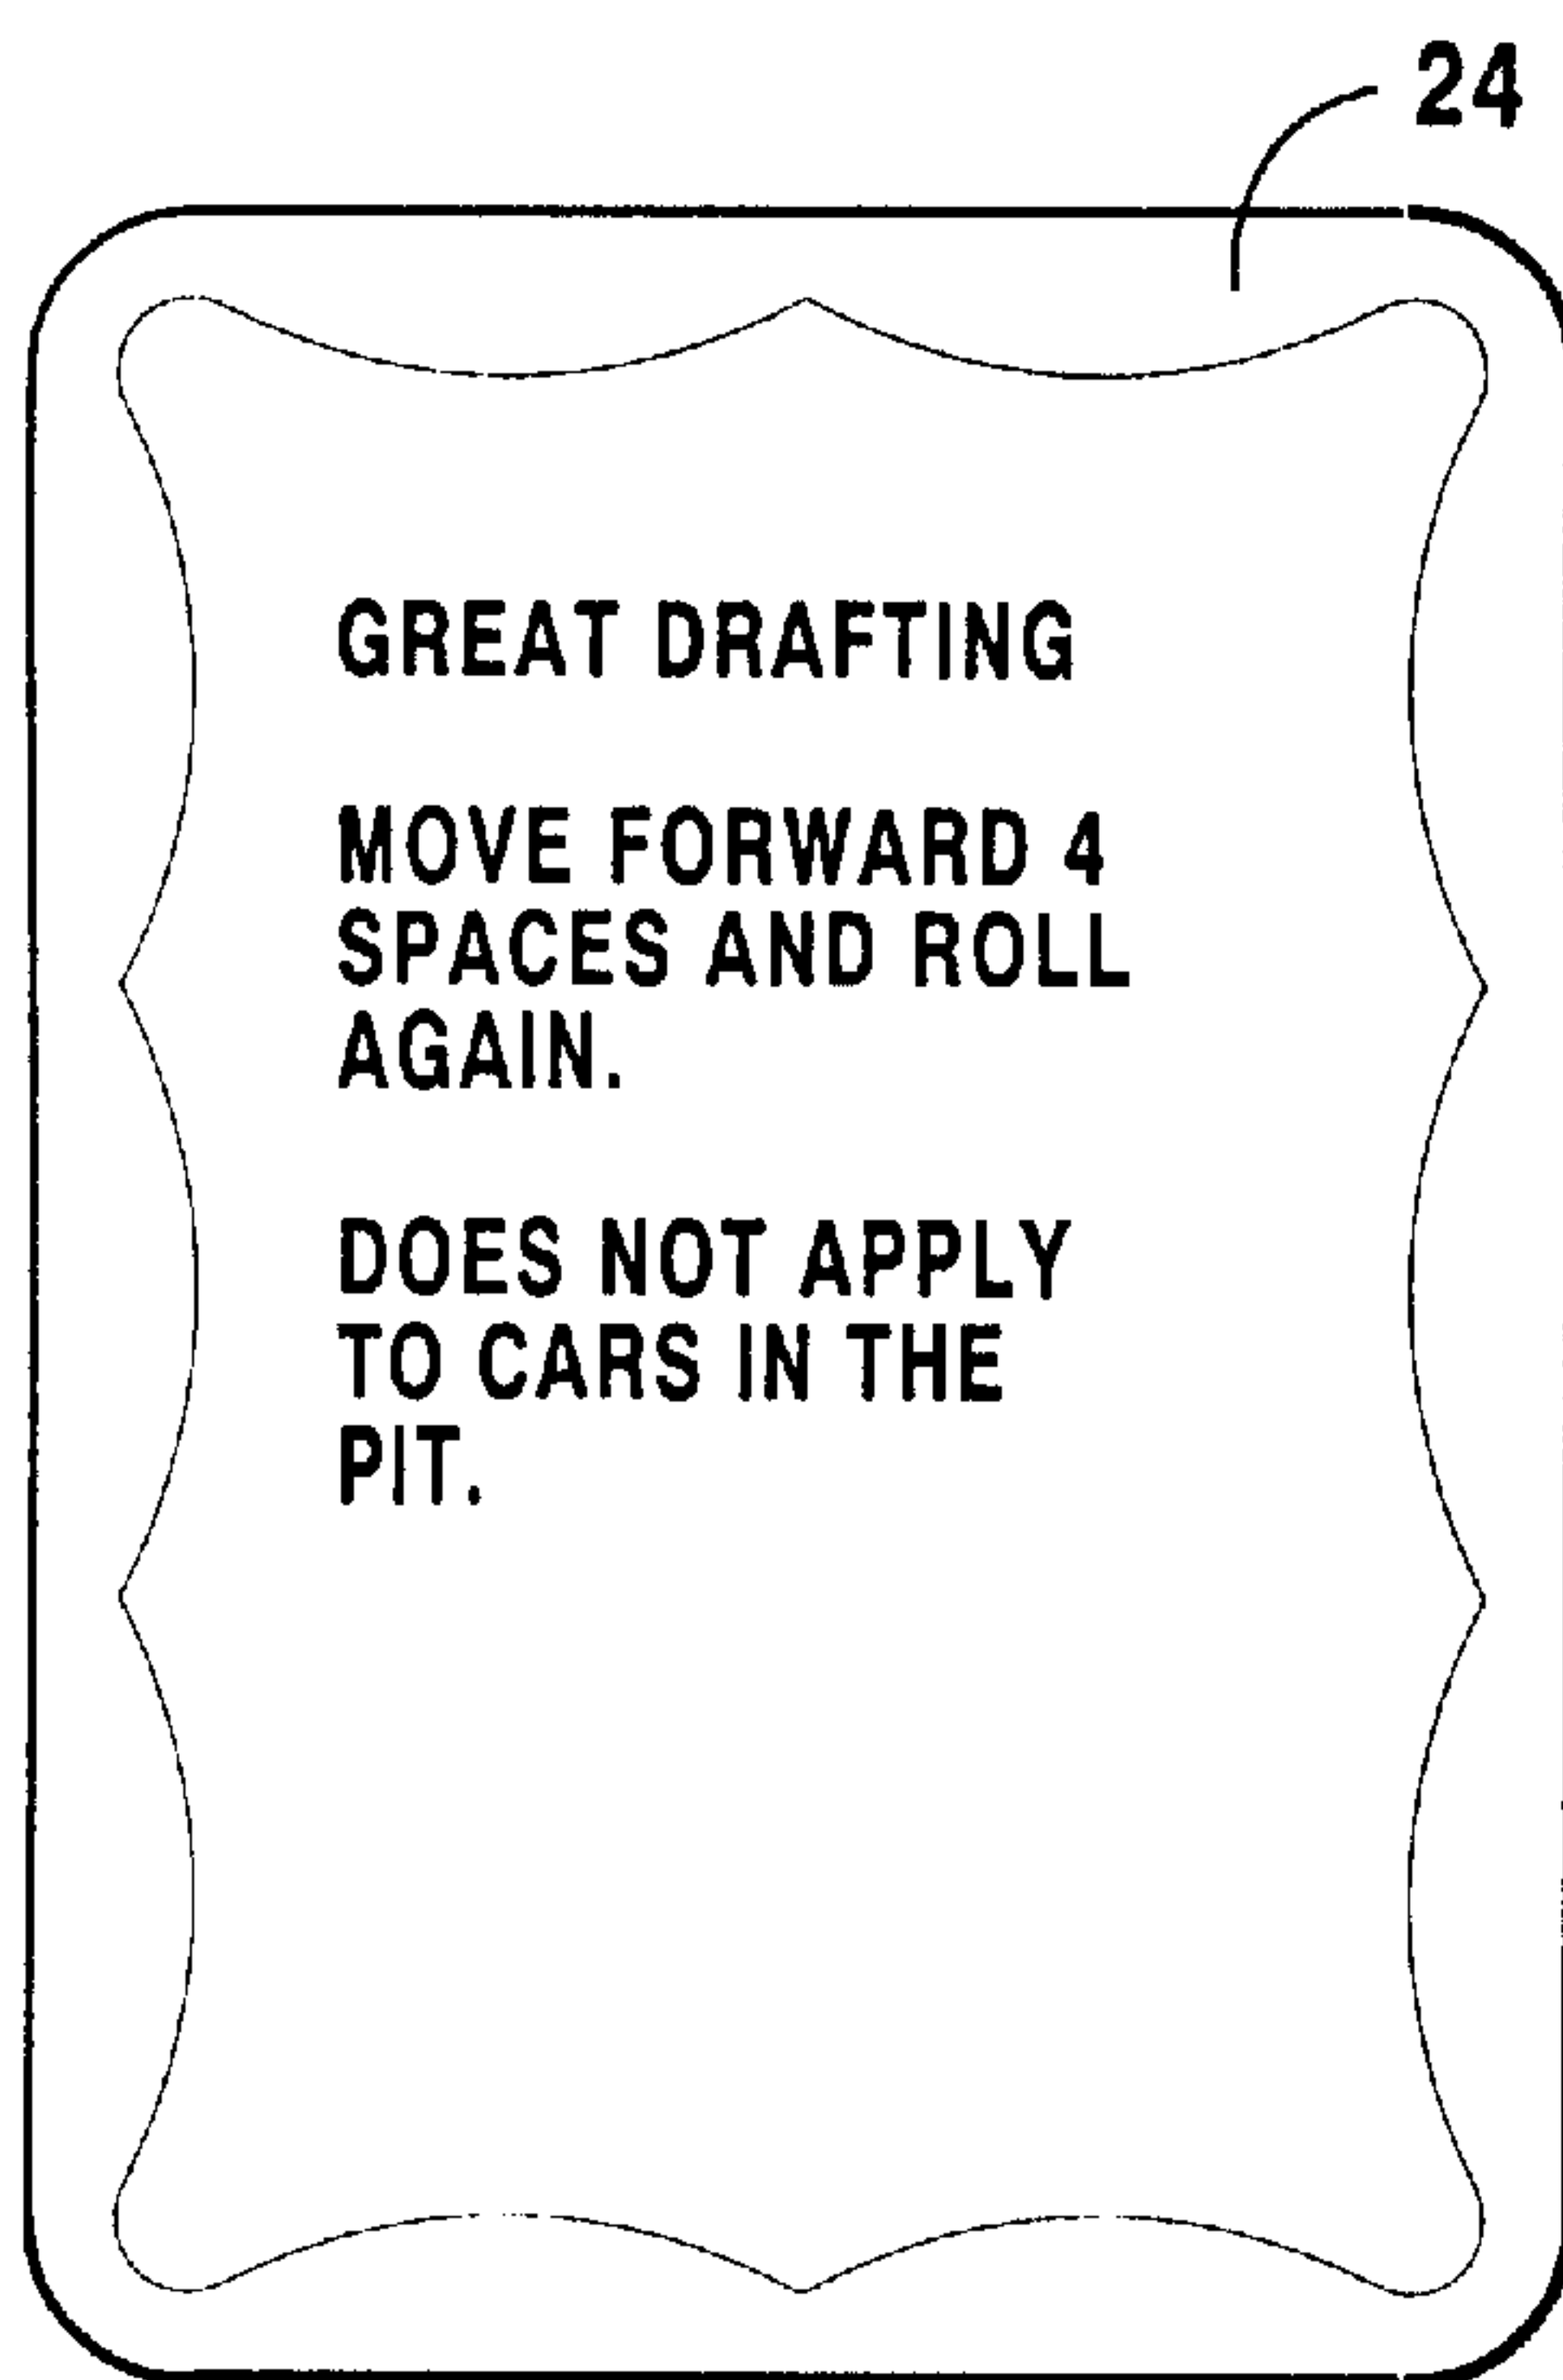 24
GREAT DRAFTING
MOVE FORWARD 4
SPACES AND ROLL
AGAIN.
DOES NOT APPLY
TO CARS IN THE
PIT.